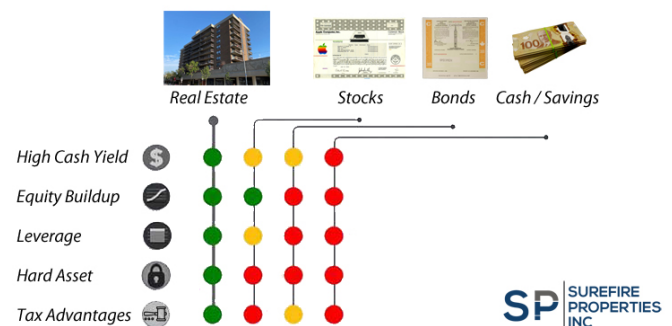 Real Estate
Stocks
Bonds
Cash / Savings
High Cash Yield
Equity Buildup
Leverage
Hard Asset
Tax Advantages
$
100
SP
SUREFIRE
PROPERTIES
INC